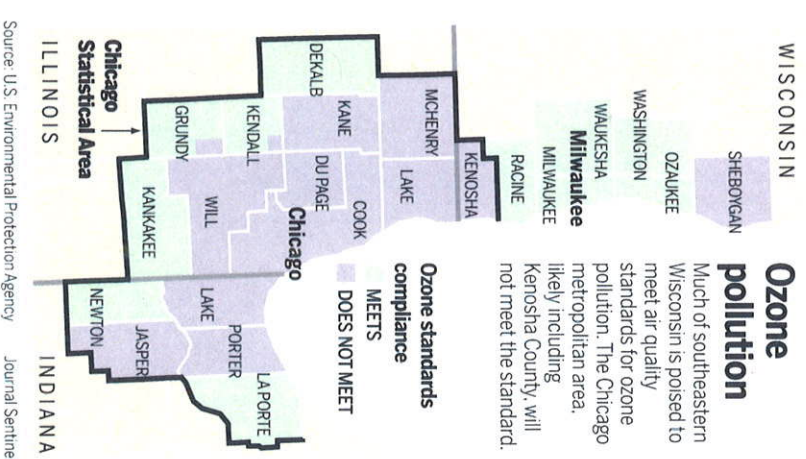 WISCONSIN
Ozone
pollution
Much of southeastern
Wisconsin is poised to
meet air quality
standards for ozone
pollution. The Chicago
metropolitan area,
likely including
Kenosha County, will
not meet the standard.
SHEBOYGAN
OZAUKEE
WASHINGTON
WAUKESHA
Milwaukee
MILWAUKEE
RACINE
KENOSHA
Ozone standards
compliance
MEETS
DOES NOT MEET
MCHENRY
LAKE
DEKALB
KANE
COOK
DU PAGE
Chicago
KENDALL
WILL
GRUNDY
KANKAKEE
LAKE
PORTER
LA PORTE
NEWTON
JASPER
Chicago
Statistical Area
ILLINOIS
INDIANA
Source: U.S. Environmental Protection Agency
Journal Sentine